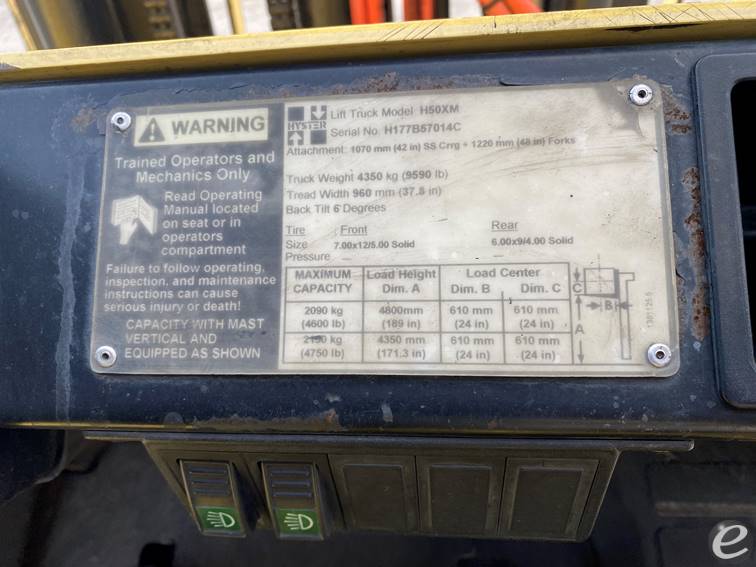 WARNING
Trained Operators and
Mechanics Only
Read Operating
Manual located
on seat or in
operators
compartment
Failure to follow operating,
inspection, and maintenance
instructions can cause
serious injury or death!
CAPACITY WITH MAST
VERTICAL AND
EQUIPPED AS SHOWN
HYSTER
Lift Truck Model H50XM
Serial No. H177B57014C
Attachment: 1070 mm (42 in) SS Crrg + 1220 mm (48 in) Forks
Truck Weight 4350 kg (9590 lb)
Tread Width 960 mm (37.8 in)
Back Tilt 6 Degrees
Tire Front Rear
Size 7.00x12/5.00 Solid 6.00x9/4.00 Solid
Pressure — —
MAXIMUM CAPACITY Load Height Dim. A Load Center Dim. B Dim. C
2090 kg 4800mm 610 mm 610 mm
(4600 lb) (189 in) (24 in) (24 in)
2150 kg 4350 mm 610 mm 610 mm
(4750 lb) (171.3 in) (24 in) (24 in)
C
B
A
e